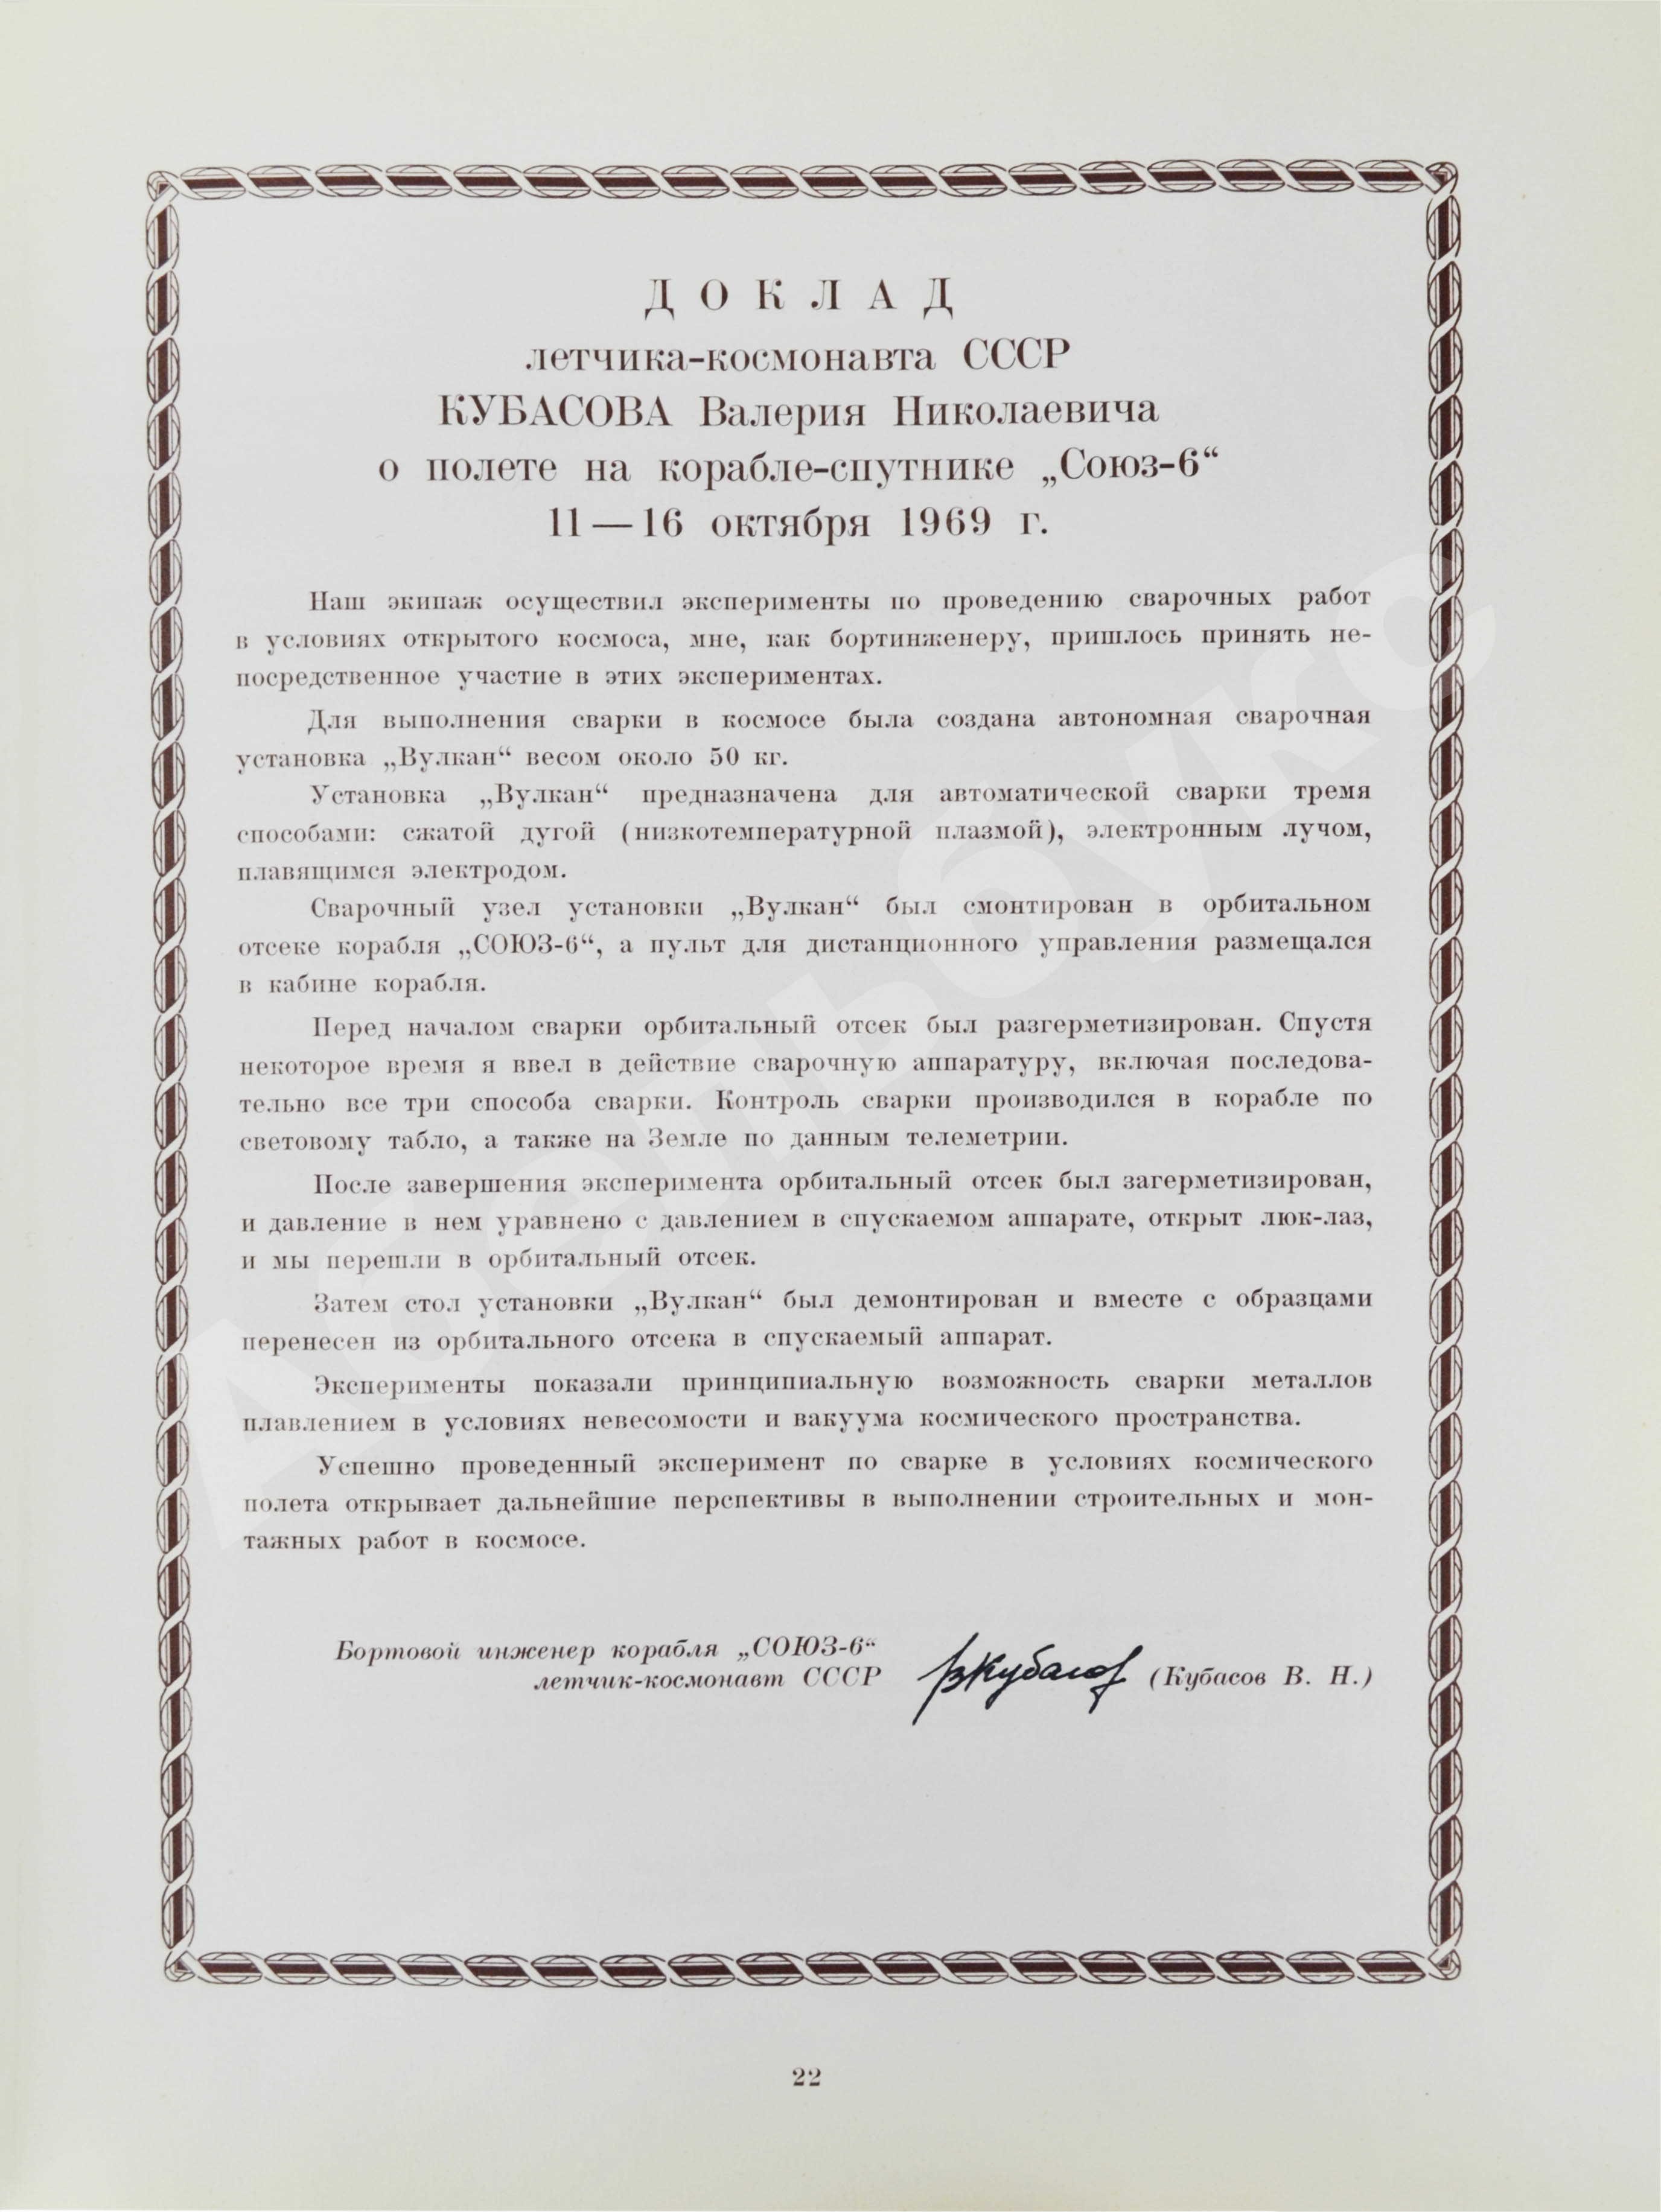 ДОКЛАД
летчика-космонавта СССР
КУБАСОВА Валерия Николаевича
о полете на корабле-спутнике „Союз-6“
11—16 октября 1969 г.
Наш экипаж осуществил эксперименты по проведению сварочных работ
в условиях открытого космоса, мне, как бортинженеру, пришлось принять не-
посредственное участие в этих экспериментах.
Для выполнения сварки в космосе была создана автономная сварочная
установка „Вулкан“ весом около 50 кг.
Установка „Вулкан“ предназначена для автоматической сварки тремя
способами: сжатой дугой (низкотемпературной плазмой), электронным лучом,
плавящимся электродом.
Сварочный узел установки „Вулкан“ был смонтирован в орбитальном
отсеке корабля „СОЮЗ-6“, а пульт для дистанционного управления размещался
в кабине корабля.
Перед началом сварки орбитальный отсек был разгерметизирован. Спустя
некоторое время я ввел в действие сварочную аппаратуру, включая последова-
тельно все три способа сварки. Контроль сварки производился в корабле по
световому табло, а также на Земле по данным телеметрии.
После завершения эксперимента орбитальный отсек был загерметизирован,
и давление в нем уравнено с давлением в спускаемом аппарате, открыт люк-лаз,
и мы перешли в орбитальный отсек.
Затем стол установки „Вулкан“ был демонтирован и вместе с образцами
перенесен из орбитального отсека в спускаемый аппарат.
Эксперименты показали принципиальную возможность сварки металлов
плавлением в условиях невесомости и вакуума космического пространства.
Успешно проведенный эксперимент по сварке в условиях космического
полета открывает дальнейшие перспективы в выполнении строительных и мон-
тажных работ в космосе.
Бортовой инженер корабля „СОЮЗ-6“
летчик-космонавт СССР ВКубасов (Кубасов В. Н.)
22
Абельбукс